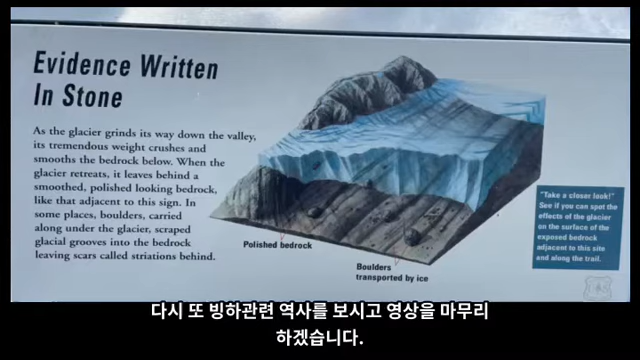 Evidence Written
In Stone
As the glacier grinds its way down the valley,
its tremendous weight crushes and
smooths the bedrock below. When the
glacier retreats, it leaves behind a
smoothed, polished looking bedrock,
like that adjacent to this sign. In
some places, boulders, carried
along under the glacier, scraped
glacial grooves into the bedrock
leaving scars called striations behind.
Polished bedrock
Boulders
transported by ice
"Take a closer look!"
See if you can spot the
effects of the glacier
on the surface of the
exposed bedrock
adjacent to this site
and along the trail.
다시 또 빙하관련 역사를 보시고 영상을 마무리
하겠습니다.